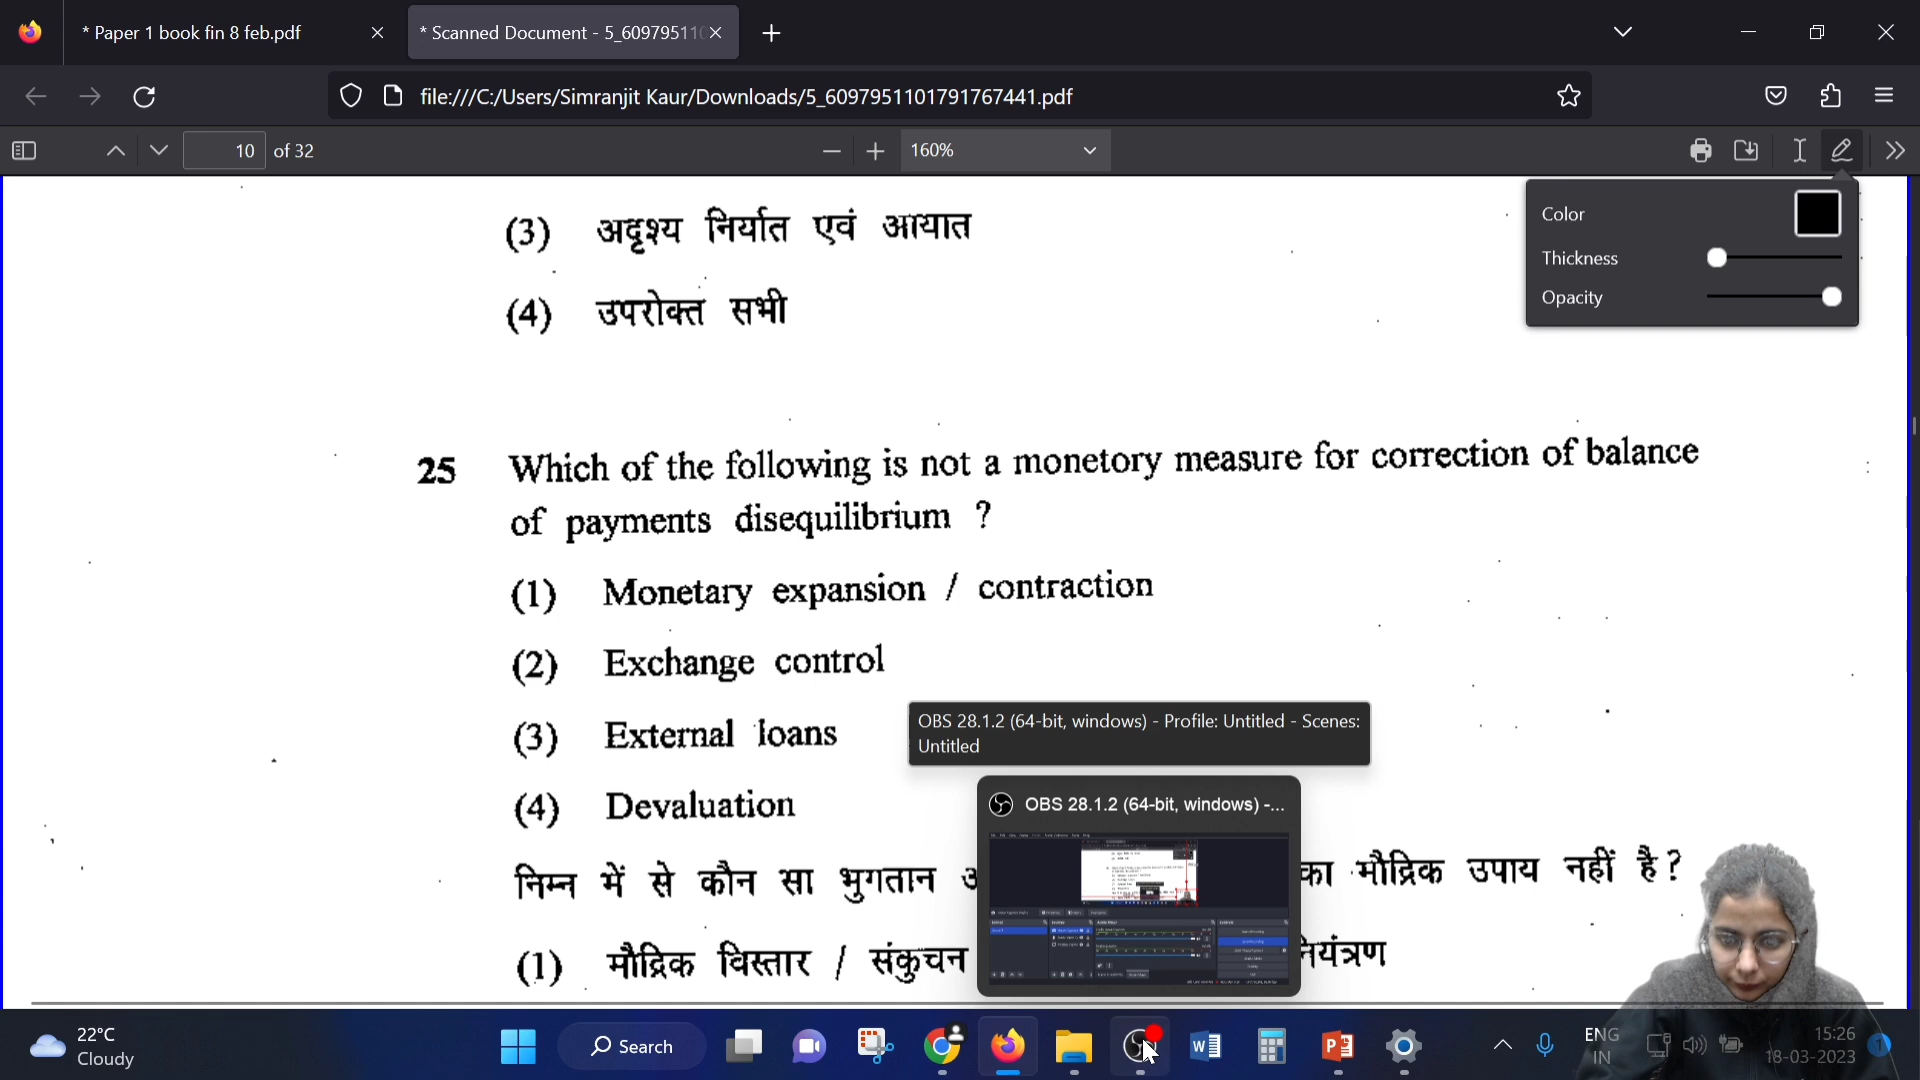 * Paper 1 book fin 8 feb.pdf
* Scanned Document - 5_6097951
file:///C:/Users/Simranjit Kaur/Downloads/5_6097951101791767441.pdf
10 of 32
160%
Color
Thickness
Opacity
(3) अदृश्य निर्यात एवं आयात
(4) उपरोक्त सभी
25 Which of the following is not a monetory measure for correction of balance
of payments disequilibrium ?
(1) Monetary expansion / contraction
(2) Exchange control
(3) External loans
(4) Devaluation
OBS 28.1.2 (64-bit, windows) - Profile: Untitled - Scenes:
Untitled
OBS 28.1.2 (64-bit, windows) -...
निम्न में से कौन सा भुगतान
का मौद्रिक उपाय नहीं है?
(1) मौद्रिक विस्तार / संकुचन
नियंत्रण
22°C
Cloudy
Search
ENG
IN
15:26
18-03-2023
1